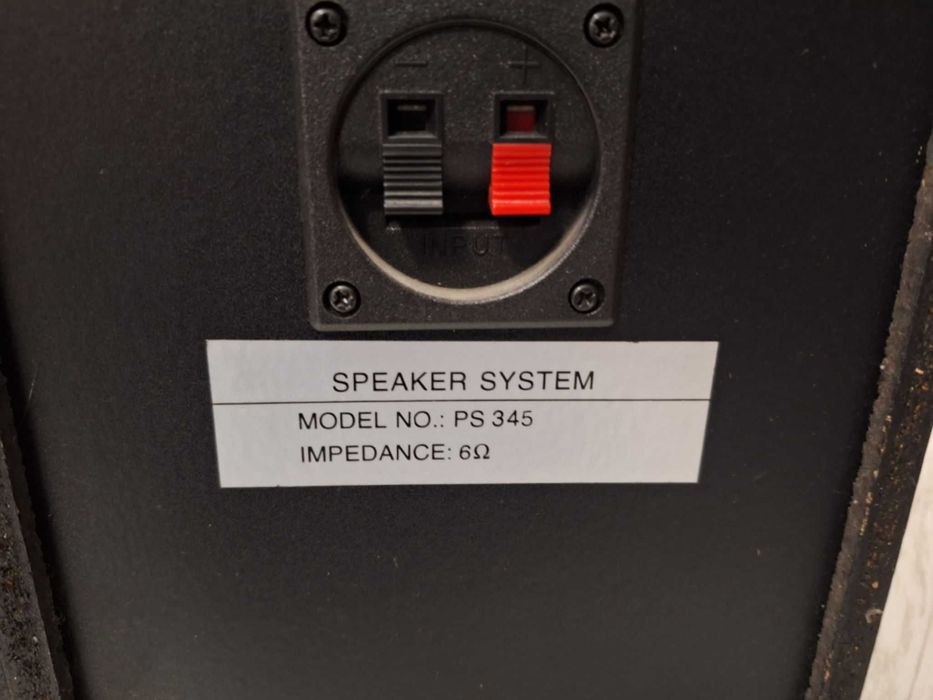 − +
INPUT
SPEAKER SYSTEM
MODEL NO.: PS 345
IMPEDANCE: 6Ω